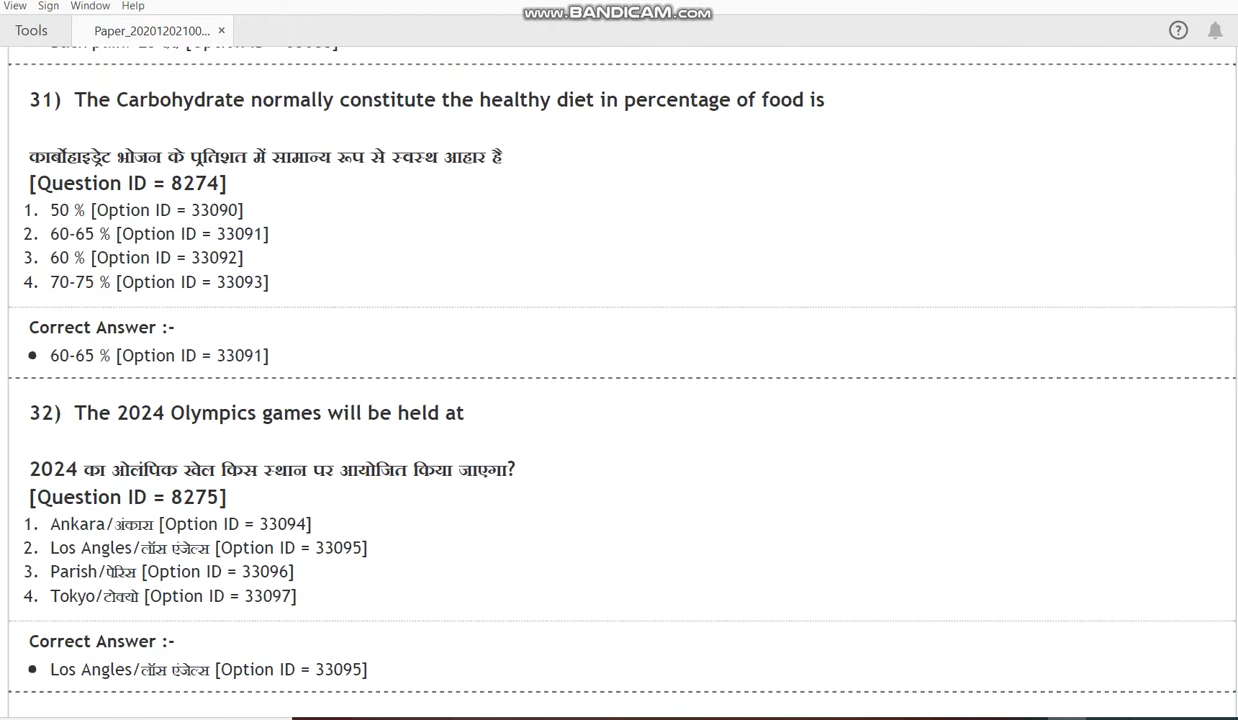 View Sign Window Help
www.BANDICAM.com
Tools Paper_20201202100... ×
31) The Carbohydrate normally constitute the healthy diet in percentage of food is
कार्बोहाइड्रेट भोजन के प्रतिशत में सामान्य रूप से स्वस्थ आहार है
[Question ID = 8274]
1. 50 % [Option ID = 33090]
2. 60-65 % [Option ID = 33091]
3. 60 % [Option ID = 33092]
4. 70-75 % [Option ID = 33093]
Correct Answer :-
● 60-65 % [Option ID = 33091]
32) The 2024 Olympics games will be held at
2024 का ओलंपिक खेल किस स्थान पर आयोजित किया जाएगा?
[Question ID = 8275]
1. Ankara/अंकारा [Option ID = 33094]
2. Los Angles/लॉस एंजेल्स [Option ID = 33095]
3. Parish/पेरिस [Option ID = 33096]
4. Tokyo/टोक्यो [Option ID = 33097]
Correct Answer :-
● Los Angles/लॉस एंजेल्स [Option ID = 33095]